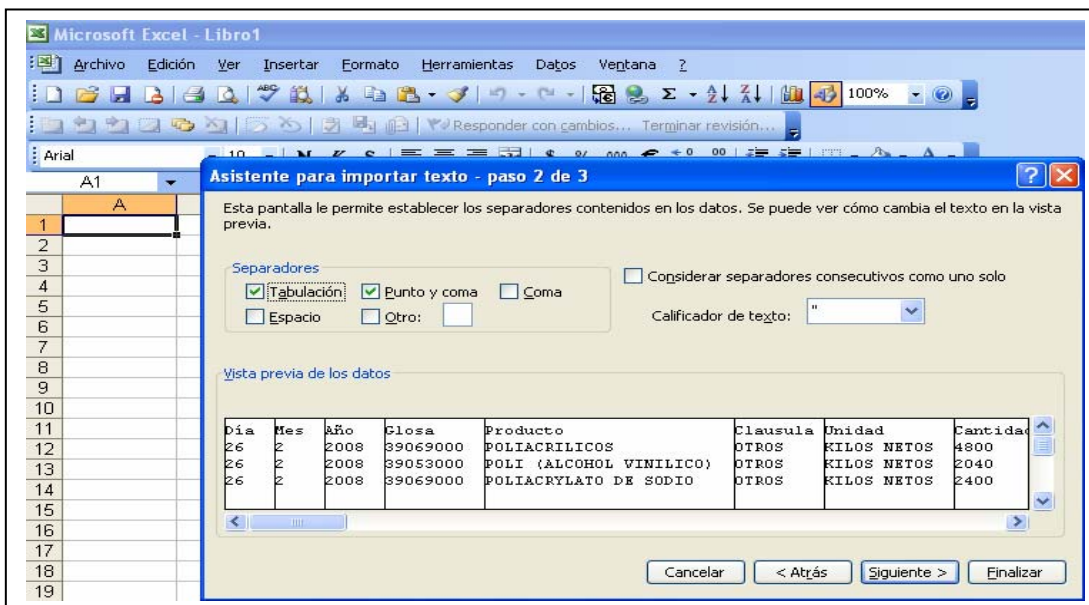 Microsoft Excel - Libro1
Archivo Edición Ver Insertar Formato Herramientas Datos Ventana ?
100%
Responder con cambios... Terminar revisión...
Arial 10 N K S $ % 000 €
A1
Asistente para importar texto - paso 2 de 3
A
Esta pantalla le permite establecer los separadores contenidos en los datos. Se puede ver cómo cambia el texto en la vista
previa.
Separadores
Tabulación Punto y coma Coma
Espacio Otro:
Considerar separadores consecutivos como uno solo
Calificador de texto: "
Vista previa de los datos
Día Mes Año Glosa Producto Clausula Unidad Cantidad
26 2 2008 39069000 POLIACRILICOS OTROS KILOS NETOS 4800
26 2 2008 39053000 POLI (ALCOHOL VINILICO) OTROS KILOS NETOS 2040
26 2 2008 39069000 POLIACRYLATO DE SODIO OTROS KILOS NETOS 2400
Cancelar < Atrás Siguiente > Finalizar
1
2
3
4
5
6
7
8
9
10
11
12
13
14
15
16
17
18
19